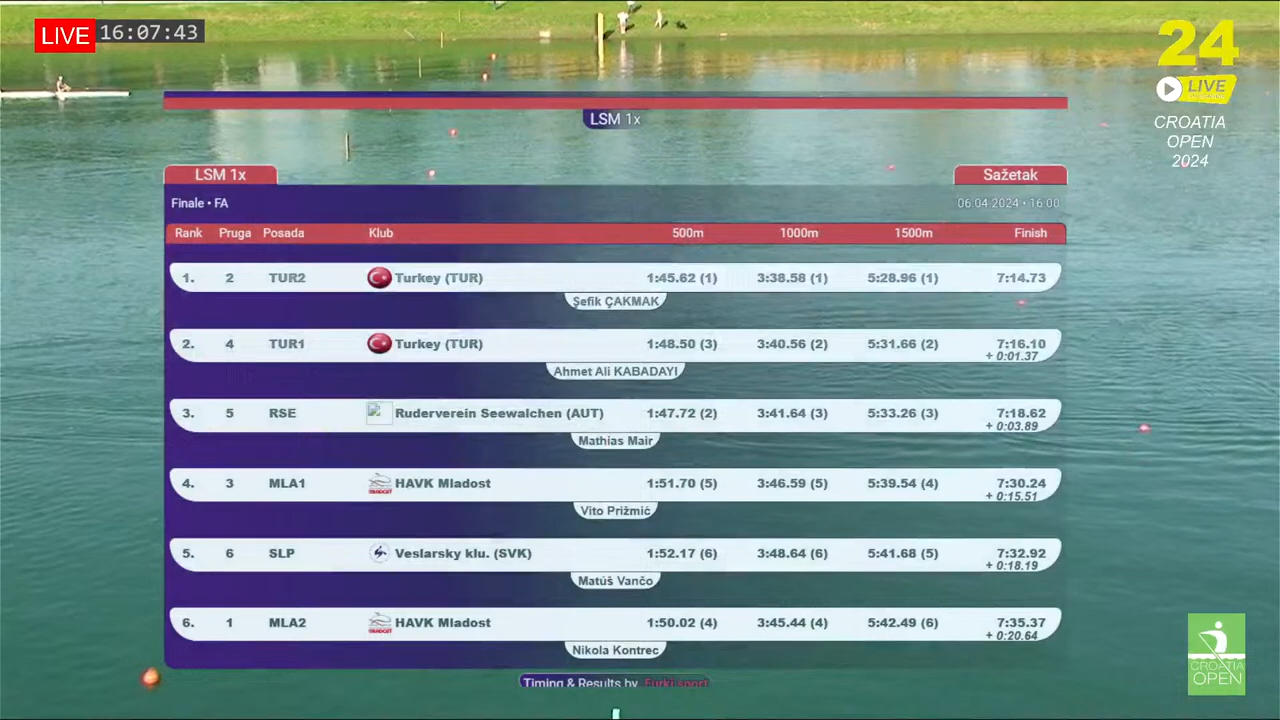 LIVE 16:07:43
24
LIVE
CROATIA
OPEN
2024
LSM 1x
LSM 1x Sažetak
Finale • FA 06.04.2024 • 16:00
Rank Pruga Posada Klub 500m 1000m 1500m Finish
1. 2 TUR2 Turkey (TUR) 1:45.62 (1) 3:38.58 (1) 5:28.96 (1) 7:14.73
Şefik ÇAKMAK
2. 4 TUR1 Turkey (TUR) 1:48.50 (3) 3:40.56 (2) 5:31.66 (2) 7:16.10
+ 0:01.37
Ahmet Ali KABADAYI
3. 5 RSE Ruderverein Seewalchen (AUT) 1:47.72 (2) 3:41.64 (3) 5:33.26 (3) 7:18.62
+ 0:03.89
Mathias Mair
4. 3 MLA1 HAVK Mladost 1:51.70 (5) 3:46.59 (5) 5:39.54 (4) 7:30.24
+ 0:15.51
Vito Prižmić
5. 6 SLP Veslarsky klu. (SVK) 1:52.17 (6) 3:48.64 (6) 5:41.68 (5) 7:32.92
+ 0:18.19
Matúš Vančo
6. 1 MLA2 HAVK Mladost 1:50.02 (4) 3:45.44 (4) 5:42.49 (6) 7:35.37
+ 0:20.64
Nikola Kontrec
Timing & Results by Furki sport
CROATIA
OPEN